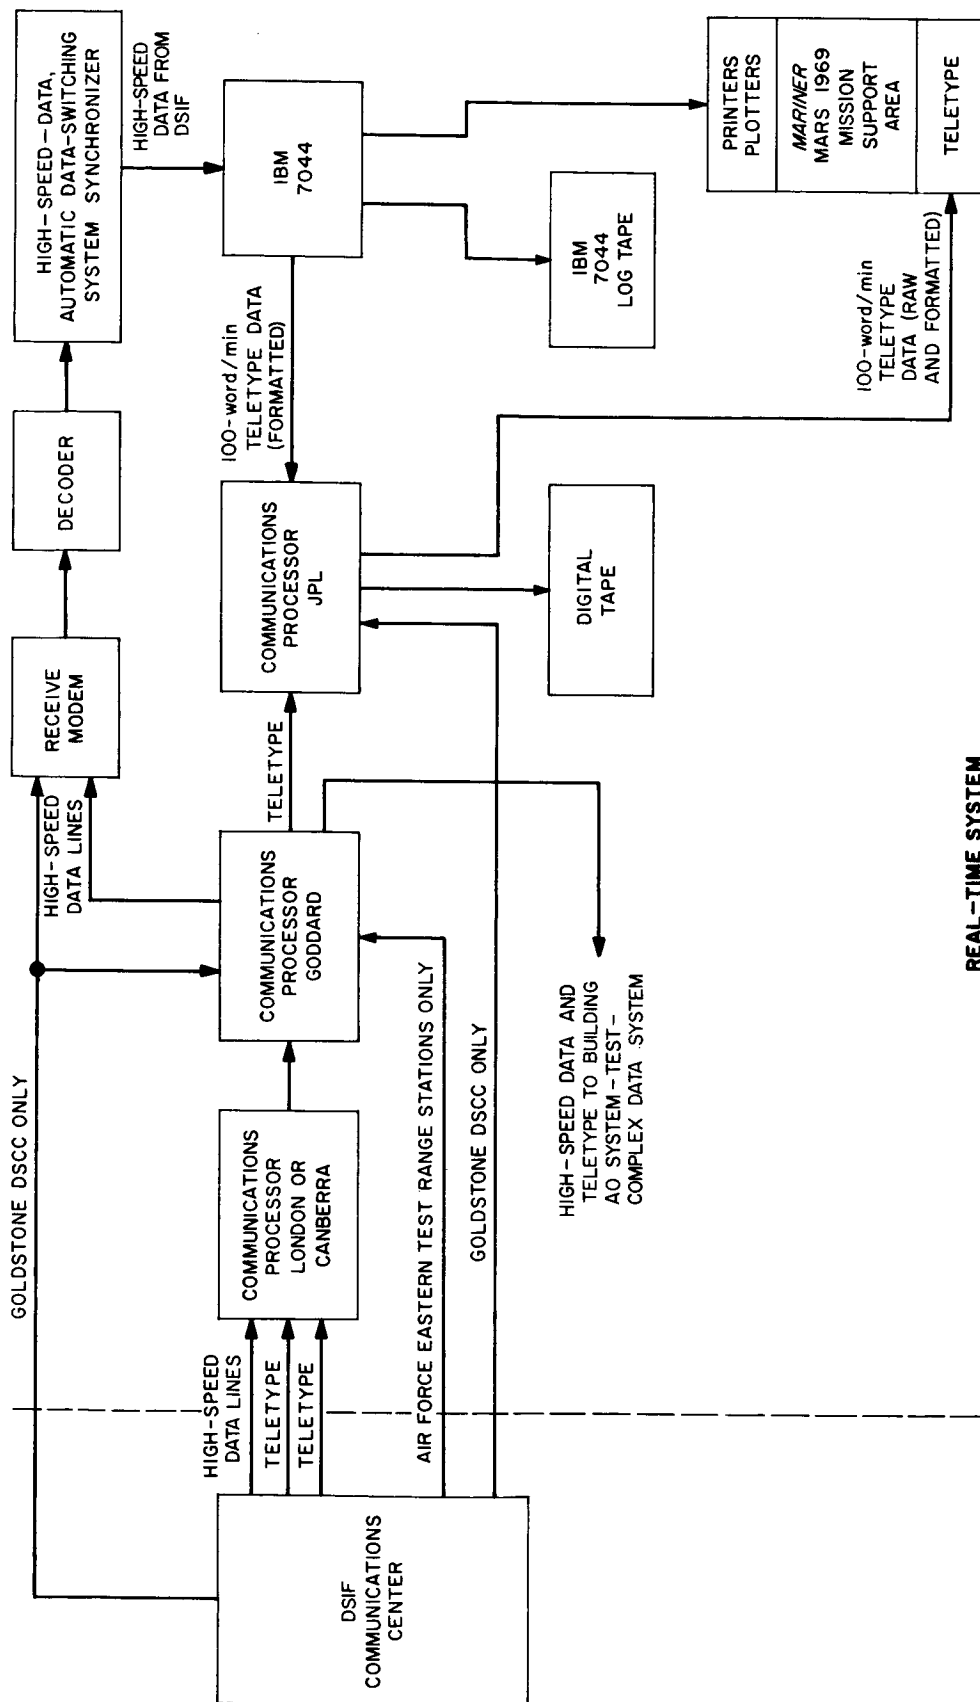 GOLDSTONE DSCC ONLY
HIGH-SPEED
DATA LINES
RECEIVE
MODEM
DECODER
HIGH-SPEED-DATA,
AUTOMATIC DATA-SWITCHING
SYSTEM SYNCHRONIZER
HIGH-SPEED
DATA FROM
DSIF
DSIF
COMMUNICATIONS
CENTER
HIGH-SPEED
DATA LINES
TELETYPE
TELETYPE
COMMUNICATIONS
PROCESSOR
LONDON OR
CANBERRA
COMMUNICATIONS
PROCESSOR
GODDARD
TELETYPE
COMMUNICATIONS
PROCESSOR
JPL
100-word/min
TELETYPE DATA
(FORMATTED)
IBM
7044
AIR FORCE EASTERN TEST RANGE STATIONS ONLY
GOLDSTONE DSCC ONLY
HIGH-SPEED DATA AND
TELETYPE TO BUILDING
AO SYSTEM-TEST-
COMPLEX DATA SYSTEM
DIGITAL
TAPE
IBM
7044
LOG TAPE
100-word/min
TELETYPE
DATA (RAW
AND FORMATTED)
PRINTERS
PLOTTERS
MARINER
MARS 1969
MISSION
SUPPORT
AREA
TELETYPE
REAL-TIME SYSTEM